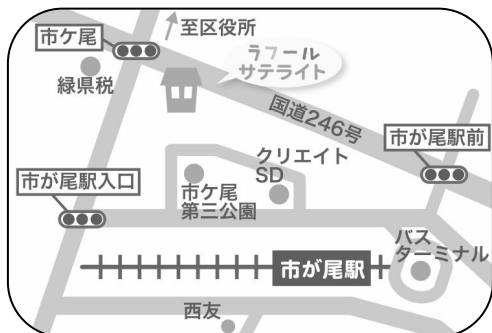 市ケ尾
至区役所
緑県税
ラフール
サテライト
国道246号
市が尾駅前
クリエイト
SD
市が尾駅入口
市ケ尾
第三公園
バス
ターミナル
市が尾駅
西友